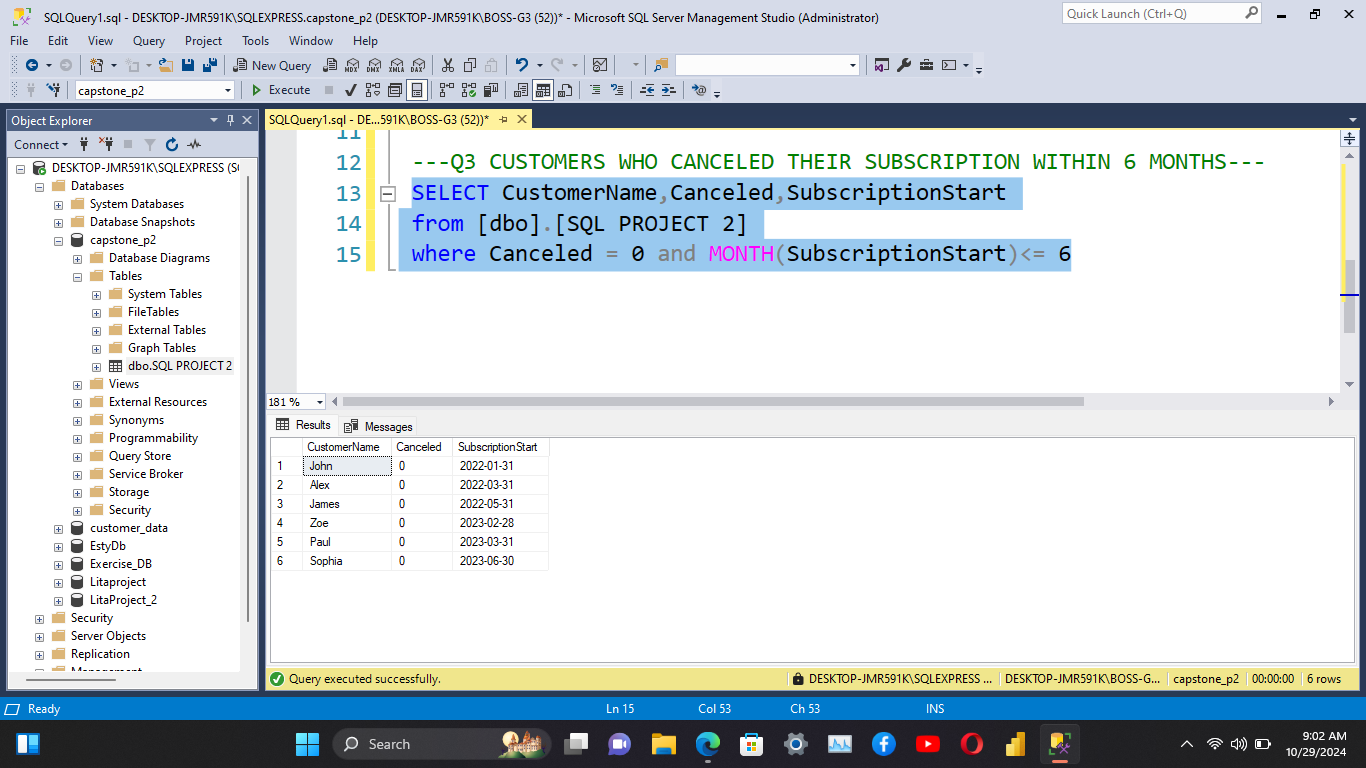 SQLQuery1.sql - DESKTOP-JMR591K\SQLEXPRESS.capstone_p2 (DESKTOP-JMR591K\BOSS-G3 (52))* - Microsoft SQL Server Management Studio (Administrator)
Quick Launch (Ctrl+Q)
File Edit View Query Project Tools Window Help
New Query MDX DMX XMLA DAX
capstone_p2 Execute
Object Explorer
Connect
DESKTOP-JMR591K\SQLEXPRESS (S
Databases
System Databases
Database Snapshots
capstone_p2
Database Diagrams
Tables
System Tables
FileTables
External Tables
Graph Tables
dbo.SQL PROJECT 2
Views
External Resources
Synonyms
Programmability
Query Store
Service Broker
Storage
Security
customer_data
EstyDb
Exercise_DB
Litaproject
LitaProject_2
Security
Server Objects
Replication
Management
SQLQuery1.sql - DE...591K\BOSS-G3 (52))*
11
12 ---Q3 CUSTOMERS WHO CANCELED THEIR SUBSCRIPTION WITHIN 6 MONTHS---
13 SELECT CustomerName,Canceled,SubscriptionStart
14 from [dbo].[SQL PROJECT 2]
15 where Canceled = 0 and MONTH(SubscriptionStart)<= 6
181 %
Results Messages
CustomerName Canceled SubscriptionStart
1 John 0 2022-01-31
2 Alex 0 2022-03-31
3 James 0 2022-05-31
4 Zoe 0 2023-02-28
5 Paul 0 2023-03-31
6 Sophia 0 2023-06-30
Query executed successfully. DESKTOP-JMR591K\SQLEXPRESS ... DESKTOP-JMR591K\BOSS-G... capstone_p2 00:00:00 6 rows
Ready Ln 15 Col 53 Ch 53 INS
Search
9:02 AM
10/29/2024